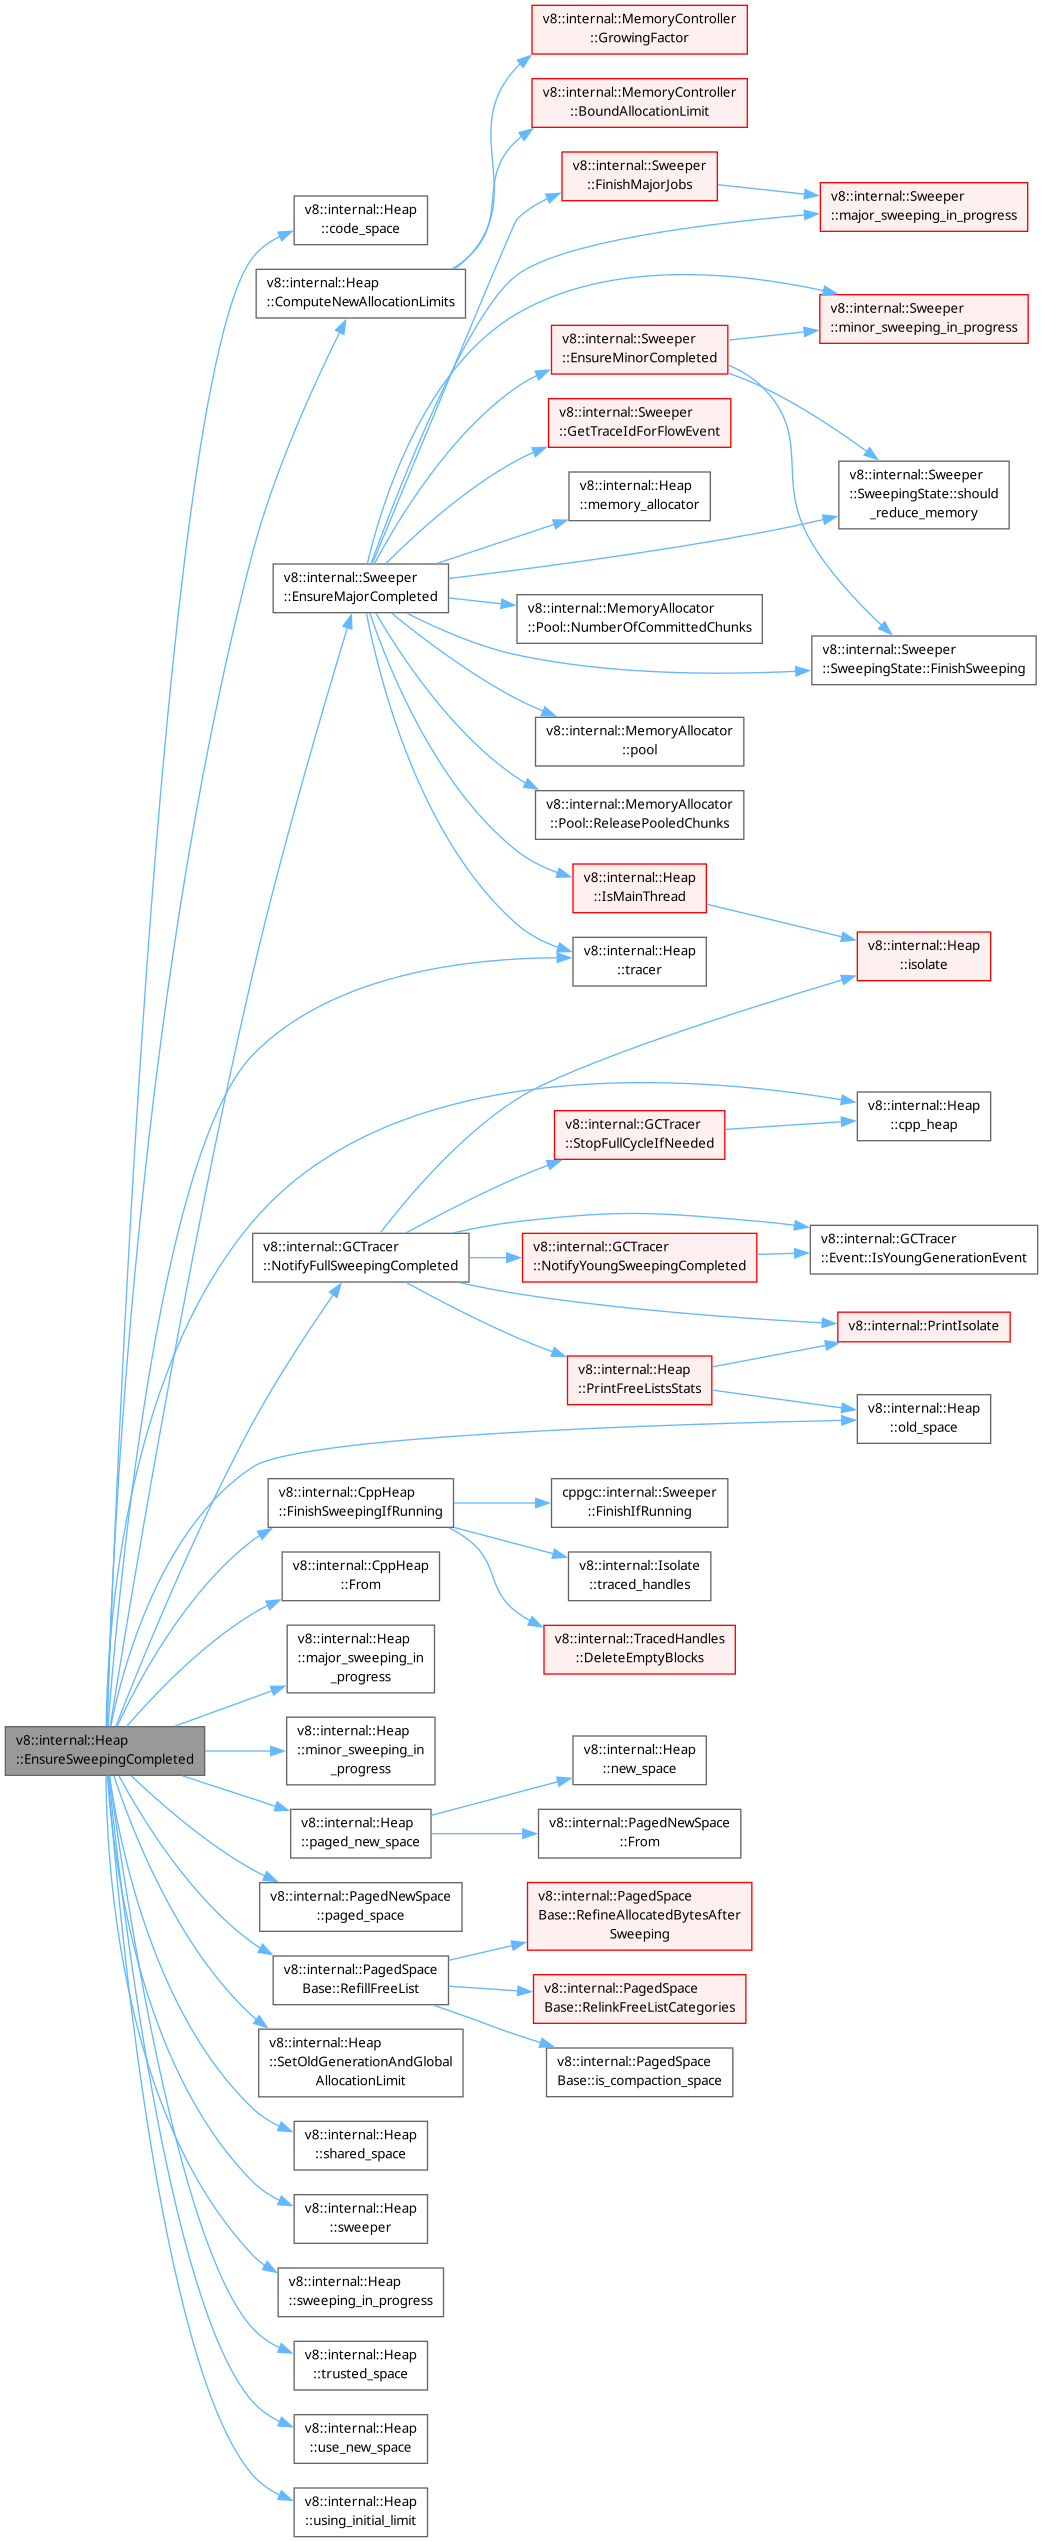 v8::internal::MemoryController
::GrowingFactor
v8::internal::MemoryController
::BoundAllocationLimit
v8::internal::Sweeper
::FinishMajorJobs
v8::internal::Sweeper
::major_sweeping_in_progress
v8::internal::Heap
::code_space
v8::internal::Heap
::ComputeNewAllocationLimits
v8::internal::Sweeper
::minor_sweeping_in_progress
v8::internal::Sweeper
::EnsureMinorCompleted
v8::internal::Sweeper
::GetTraceIdForFlowEvent
v8::internal::Heap
::memory_allocator
v8::internal::Sweeper
::SweepingState::should
_reduce_memory
v8::internal::Sweeper
::EnsureMajorCompleted
v8::internal::MemoryAllocator
::Pool::NumberOfCommittedChunks
v8::internal::Sweeper
::SweepingState::FinishSweeping
v8::internal::MemoryAllocator
::pool
v8::internal::MemoryAllocator
::Pool::ReleasePooledChunks
v8::internal::Heap
::IsMainThread
v8::internal::Heap
::tracer
v8::internal::Heap
::isolate
v8::internal::Heap
::cpp_heap
v8::internal::GCTracer
::StopFullCycleIfNeeded
v8::internal::GCTracer
::NotifyFullSweepingCompleted
v8::internal::GCTracer
::NotifyYoungSweepingCompleted
v8::internal::GCTracer
::Event::IsYoungGenerationEvent
v8::internal::PrintIsolate
v8::internal::Heap
::PrintFreeListsStats
v8::internal::Heap
::old_space
v8::internal::CppHeap
::FinishSweepingIfRunning
cppgc::internal::Sweeper
::FinishIfRunning
v8::internal::CppHeap
::From
v8::internal::Isolate
::traced_handles
v8::internal::Heap
::major_sweeping_in
_progress
v8::internal::TracedHandles
::DeleteEmptyBlocks
v8::internal::Heap
::EnsureSweepingCompleted
v8::internal::Heap
::minor_sweeping_in
_progress
v8::internal::Heap
::new_space
v8::internal::Heap
::paged_new_space
v8::internal::PagedNewSpace
::From
v8::internal::PagedNewSpace
::paged_space
v8::internal::PagedSpace
Base::RefineAllocatedBytesAfter
Sweeping
v8::internal::PagedSpace
Base::RefillFreeList
v8::internal::PagedSpace
Base::RelinkFreeListCategories
v8::internal::Heap
::SetOldGenerationAndGlobal
AllocationLimit
v8::internal::PagedSpace
Base::is_compaction_space
v8::internal::Heap
::shared_space
v8::internal::Heap
::sweeper
v8::internal::Heap
::sweeping_in_progress
v8::internal::Heap
::trusted_space
v8::internal::Heap
::use_new_space
v8::internal::Heap
::using_initial_limit